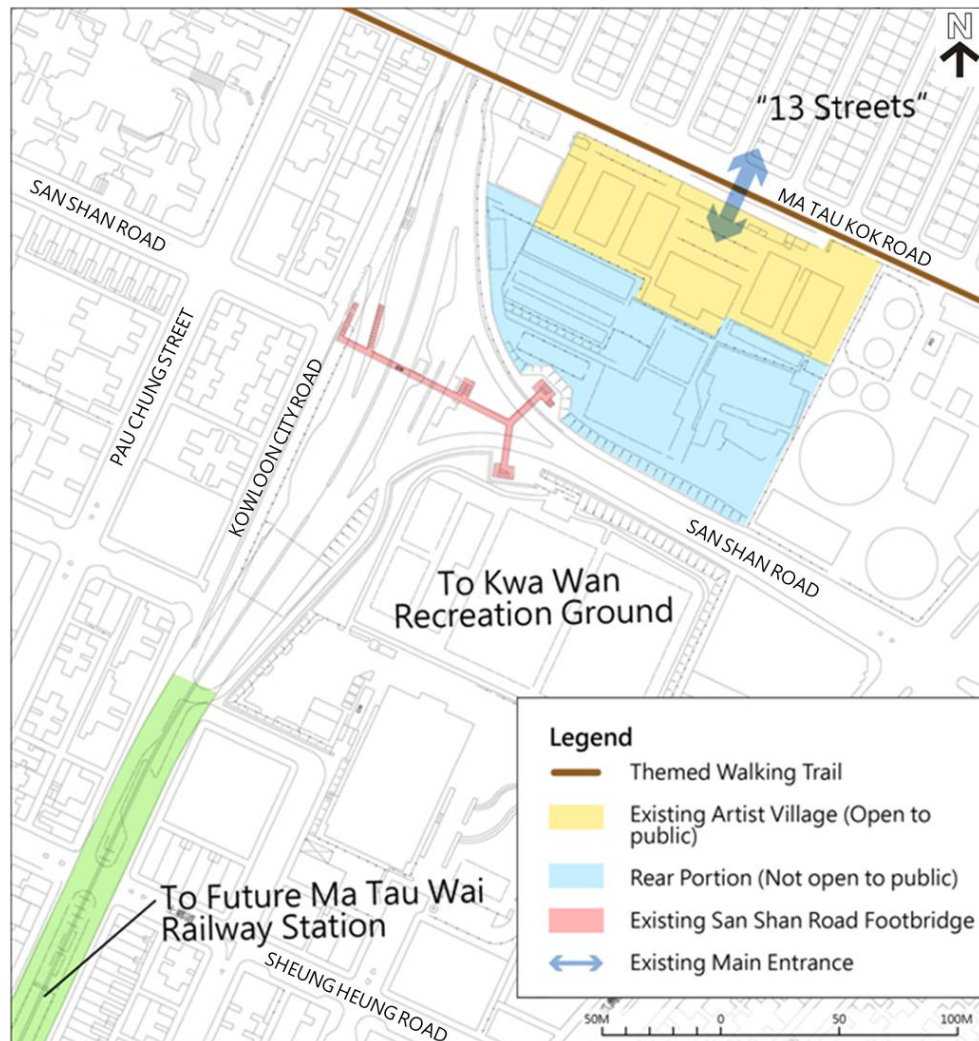 N
"13 Streets"
MA TAU KOK ROAD
SAN SHAN ROAD
PAU CHUNG STREET
KOWLOON CITY ROAD
SAN SHAN ROAD
To Kwa Wan
Recreation Ground
To Future Ma Tau Wai
Railway Station
SHEUNG HEUNG ROAD
Legend
Themed Walking Trail
Existing Artist Village (Open to
public)
Rear Portion (Not open to public)
Existing San Shan Road Footbridge
Existing Main Entrance
50M 0 50 100M